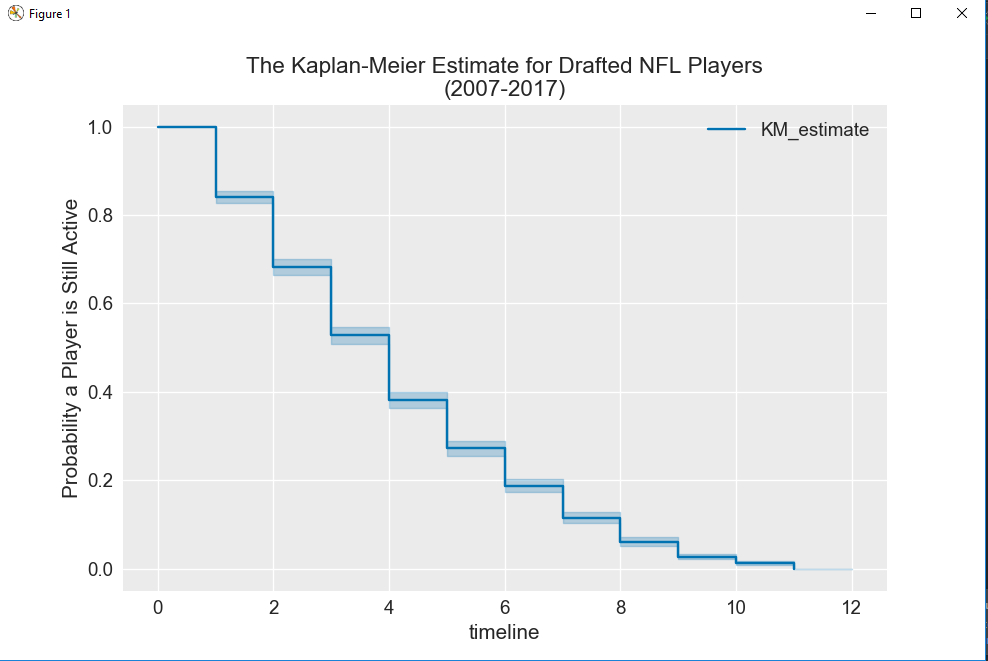 Figure 1
The Kaplan-Meier Estimate for Drafted NFL Players
(2007-2017)
KM_estimate
Probability a Player is Still Active
1.0
0.8
0.6
0.4
0.2
0.0
0 2 4 6 8 10 12
timeline